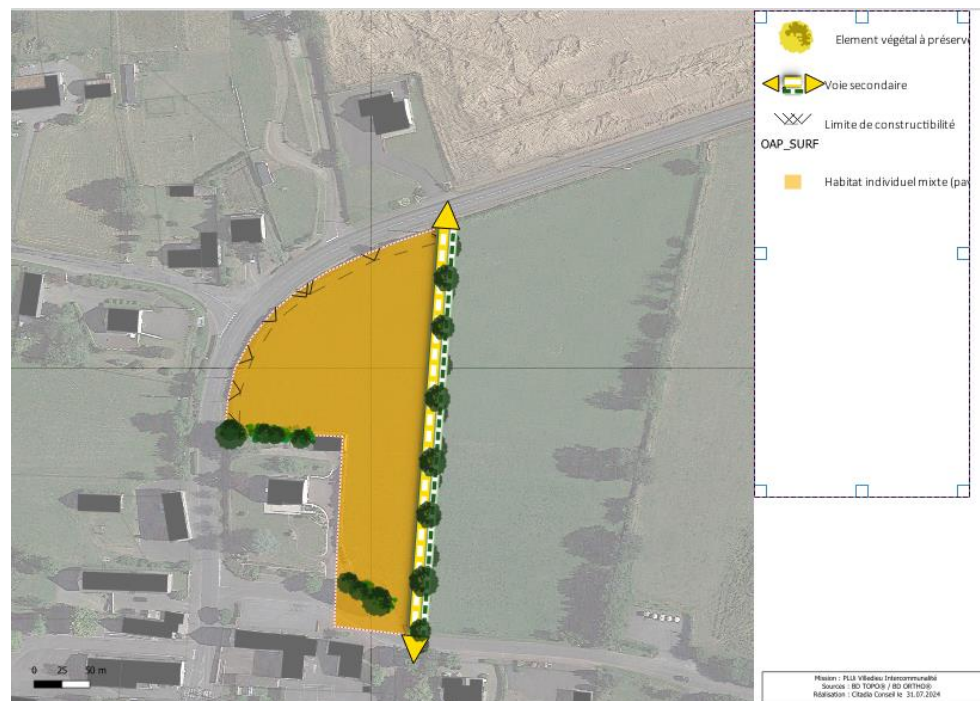 Element végétal à préserv
Voie secondaire
Limite de constructibilité
OAP_SURF
Habitat individuel mixte (pav
0 25 50 m
Mission : PLUi Villedieu Intercommunalité
Sources : BD TOPO® / BD ORTHO®
Réalisation : Citadia Conseil le 31.07.2024